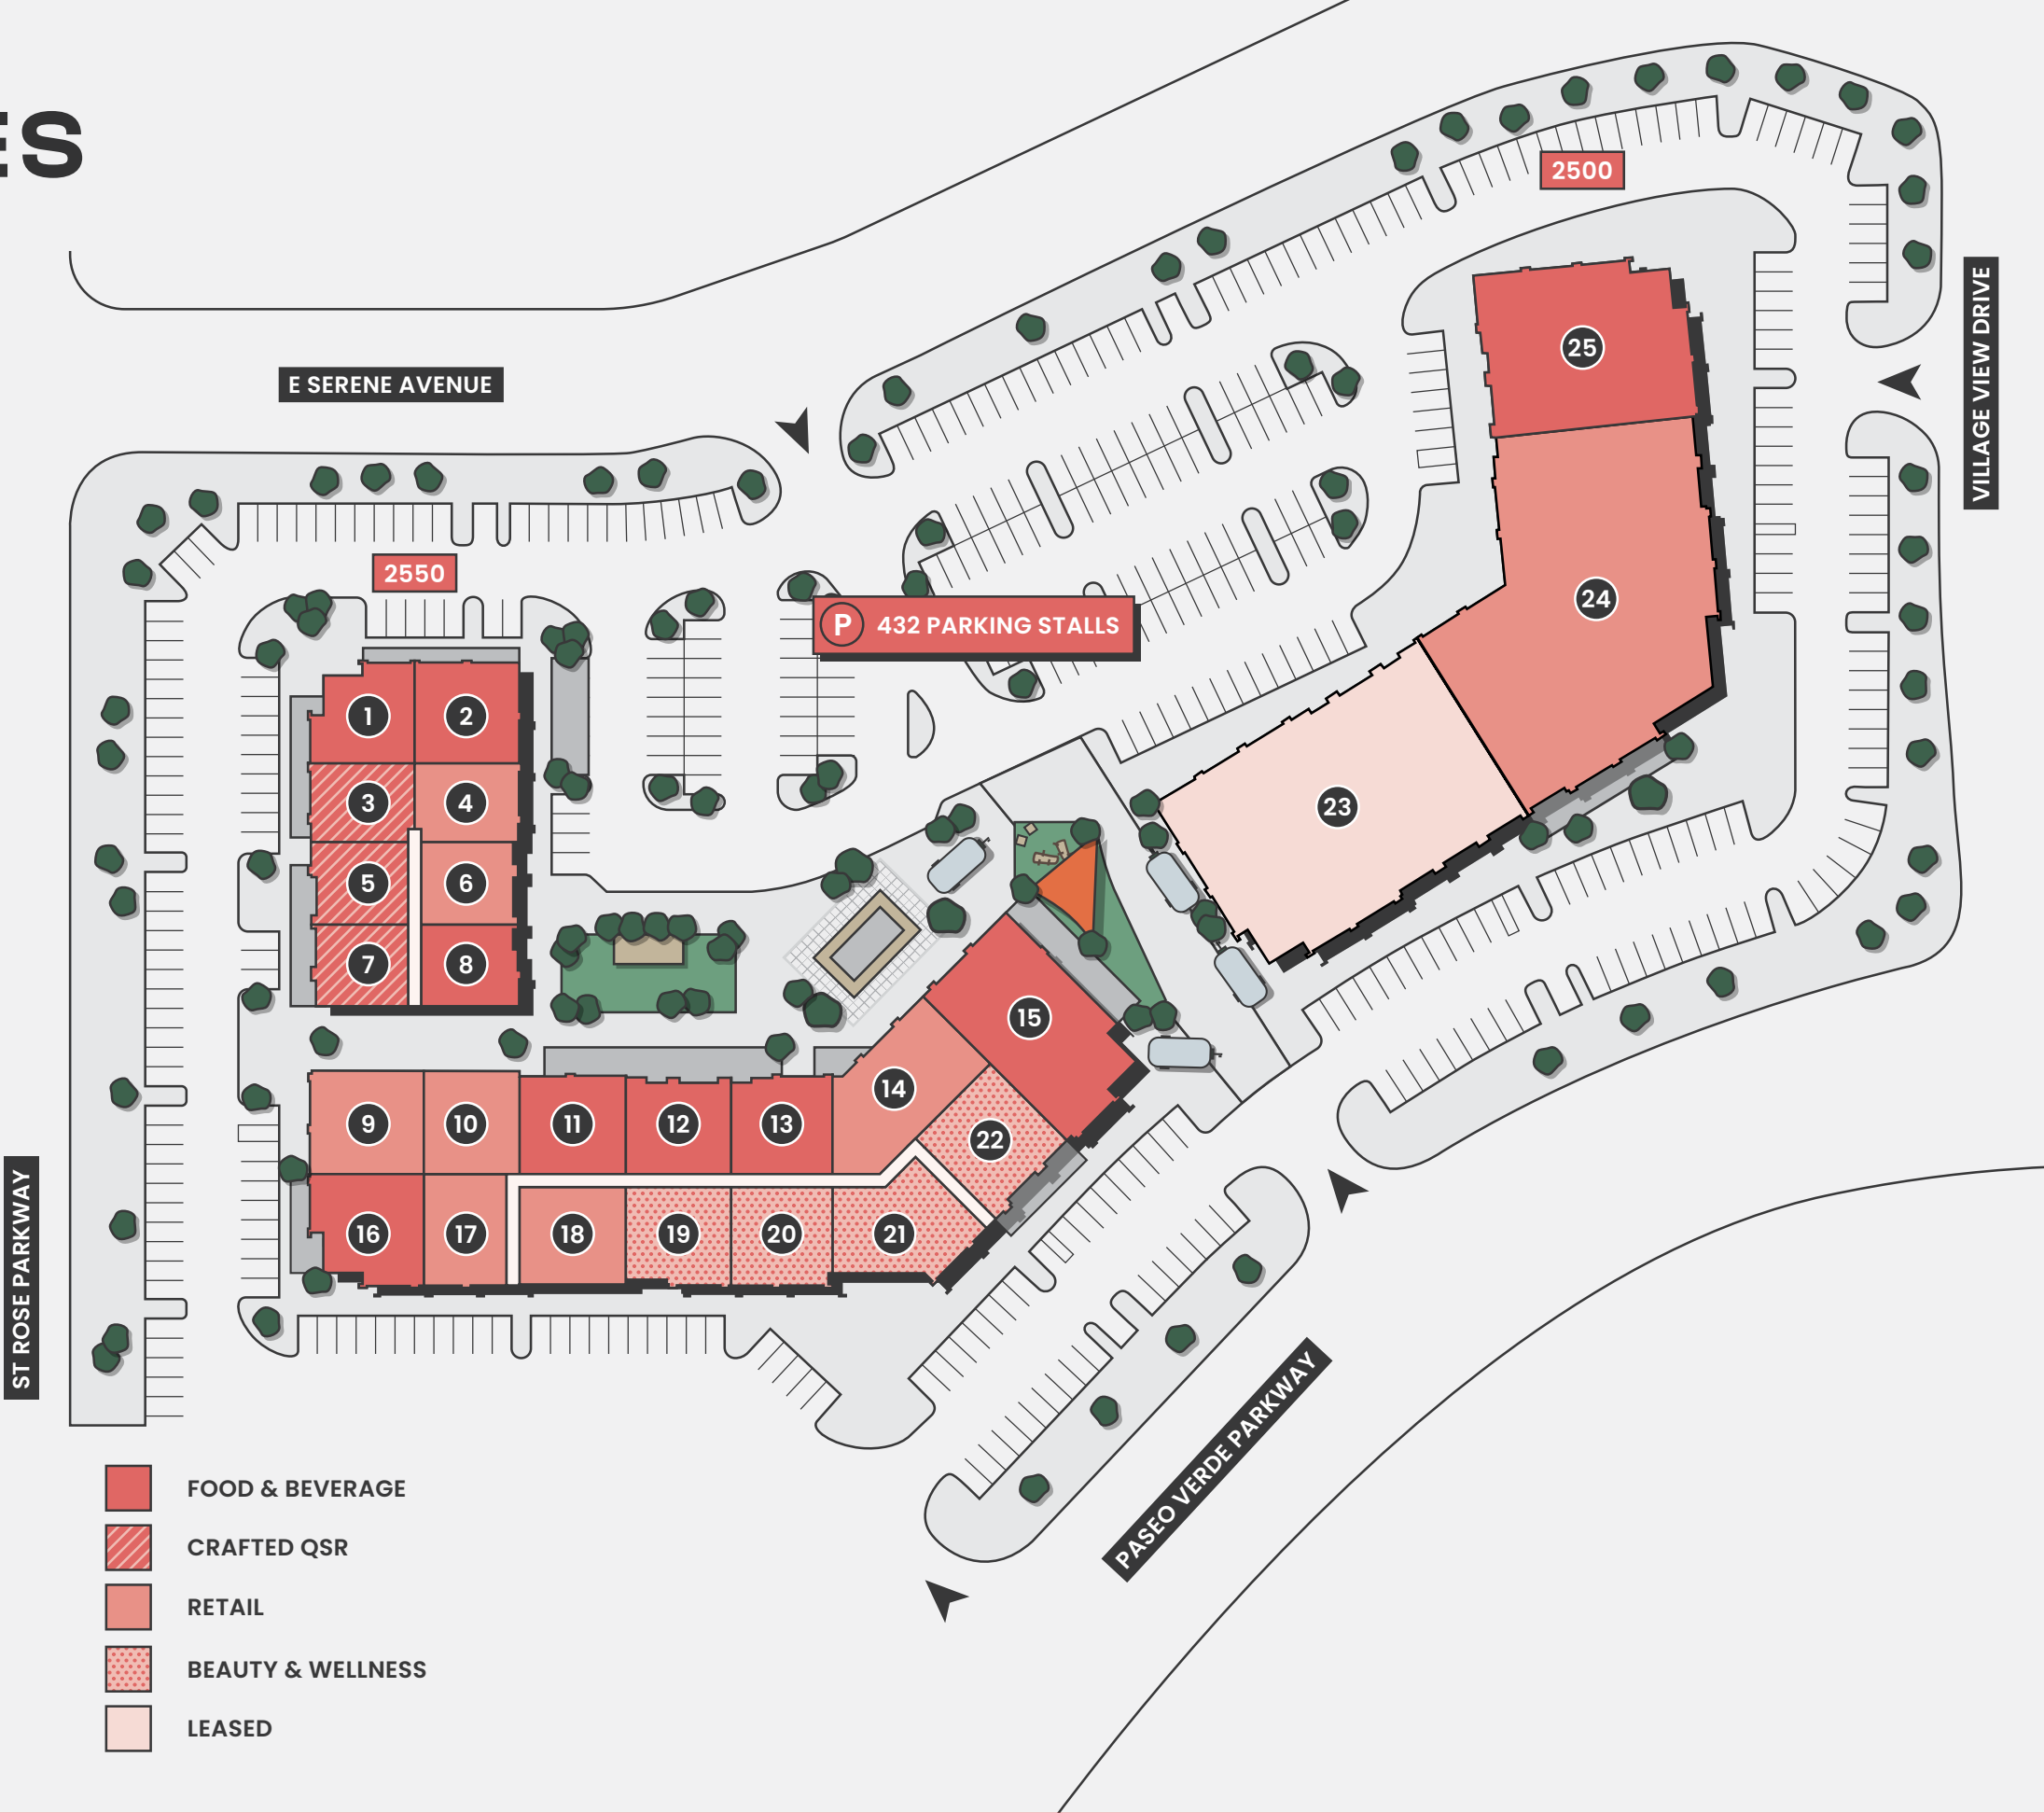 ES
2500
E SERENE AVENUE
VILLAGE VIEW DRIVE
2550
P 432 PARKING STALLS
25
24
23
1 2
3 4
5 6
7 8
15
14
22
9 10 11 12 13
16 17 18 19 20 21
ST ROSE PARKWAY
PASEO VERDE PARKWAY
FOOD & BEVERAGE
CRAFTED QSR
RETAIL
BEAUTY & WELLNESS
LEASED